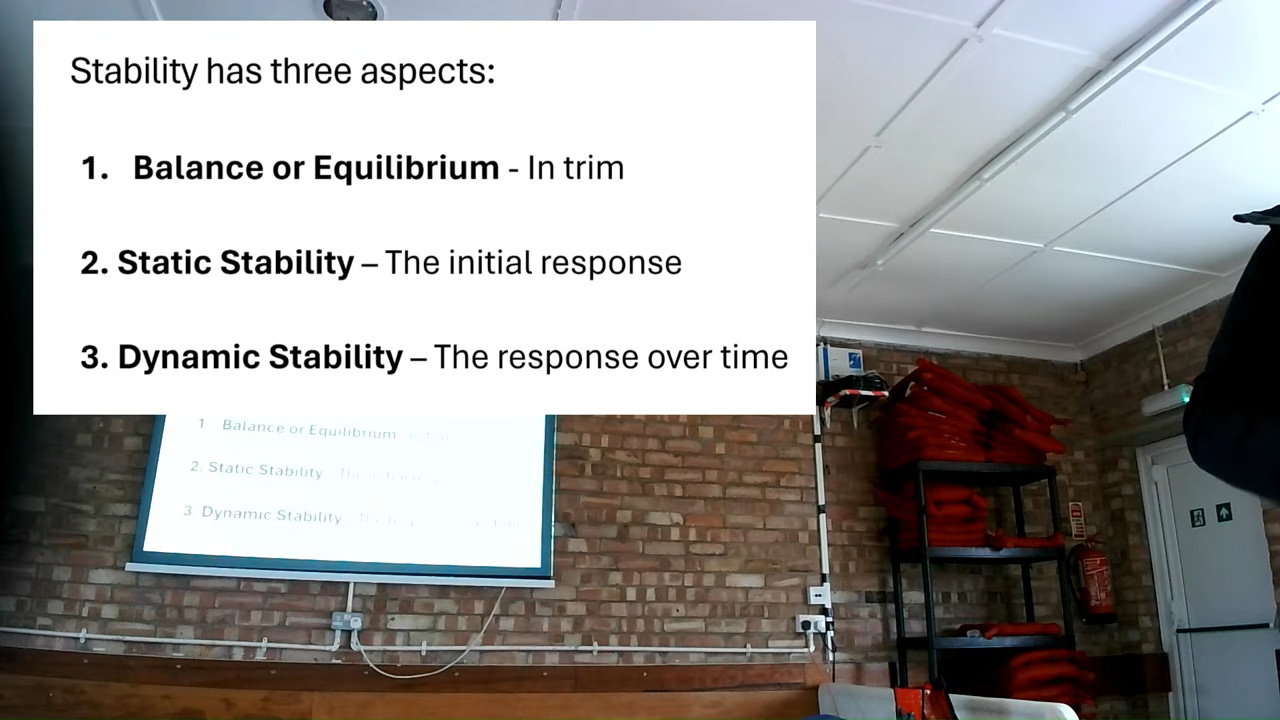 Stability has three aspects:
1. Balance or Equilibrium - In trim
2. Static Stability – The initial response
3. Dynamic Stability – The response over time
1 Balance or Equilibrium
2. Static Stability
3. Dynamic Stability